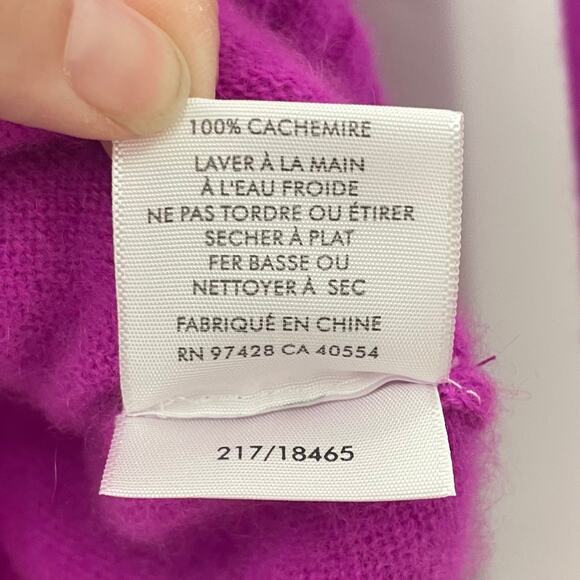 100% CACHEMIRE
LAVER À LA MAIN
À L'EAU FROIDE
NE PAS TORDRE OU ÉTIRER
SECHER À PLAT
FER BASSE OU
NETTOYER À SEC
FABRIQUÉ EN CHINE
RN 97428 CA 40554
217/18465